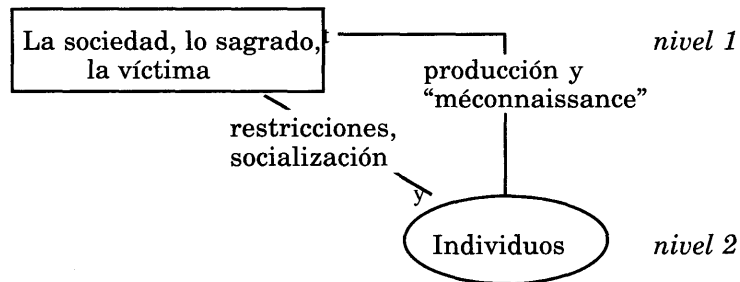 La sociedad, lo sagrado,
la víctima
nivel 1
producción y
“méconnaissance”
restricciones,
socialización
Individuos
nivel 2